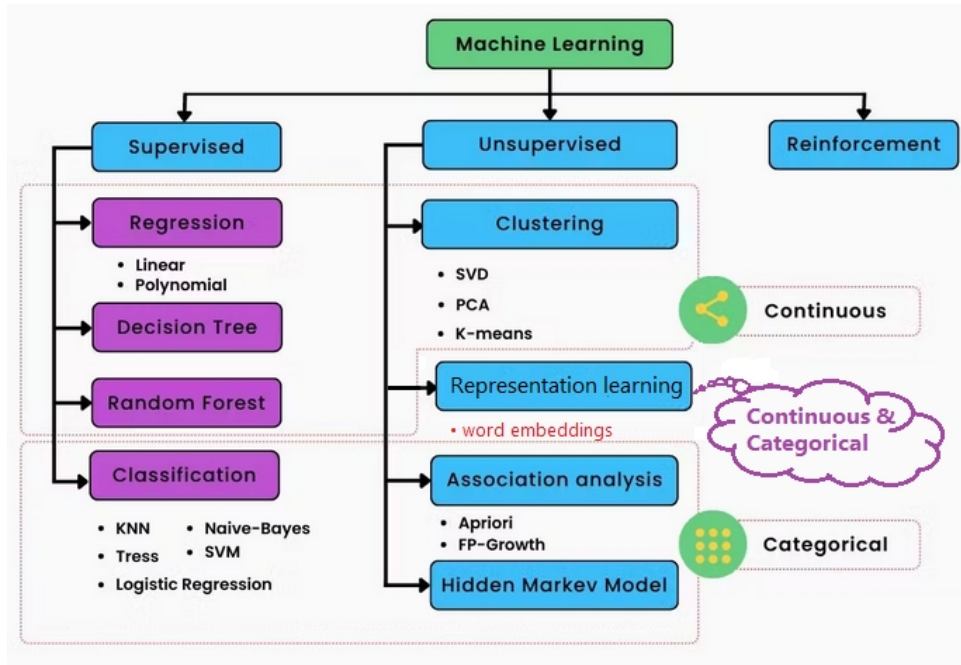 Machine Learning
Supervised
Unsupervised
Reinforcement
Regression
• Linear
• Polynomial
Decision Tree
Random Forest
Classification
• KNN
• Naive-Bayes
• Tress
• SVM
• Logistic Regression
Clustering
• SVD
• PCA
• K-means
Representation learning
• word embeddings
Association analysis
• Apriori
• FP-Growth
Hidden Markev Model
Continuous
Continuous &
Categorical
Categorical